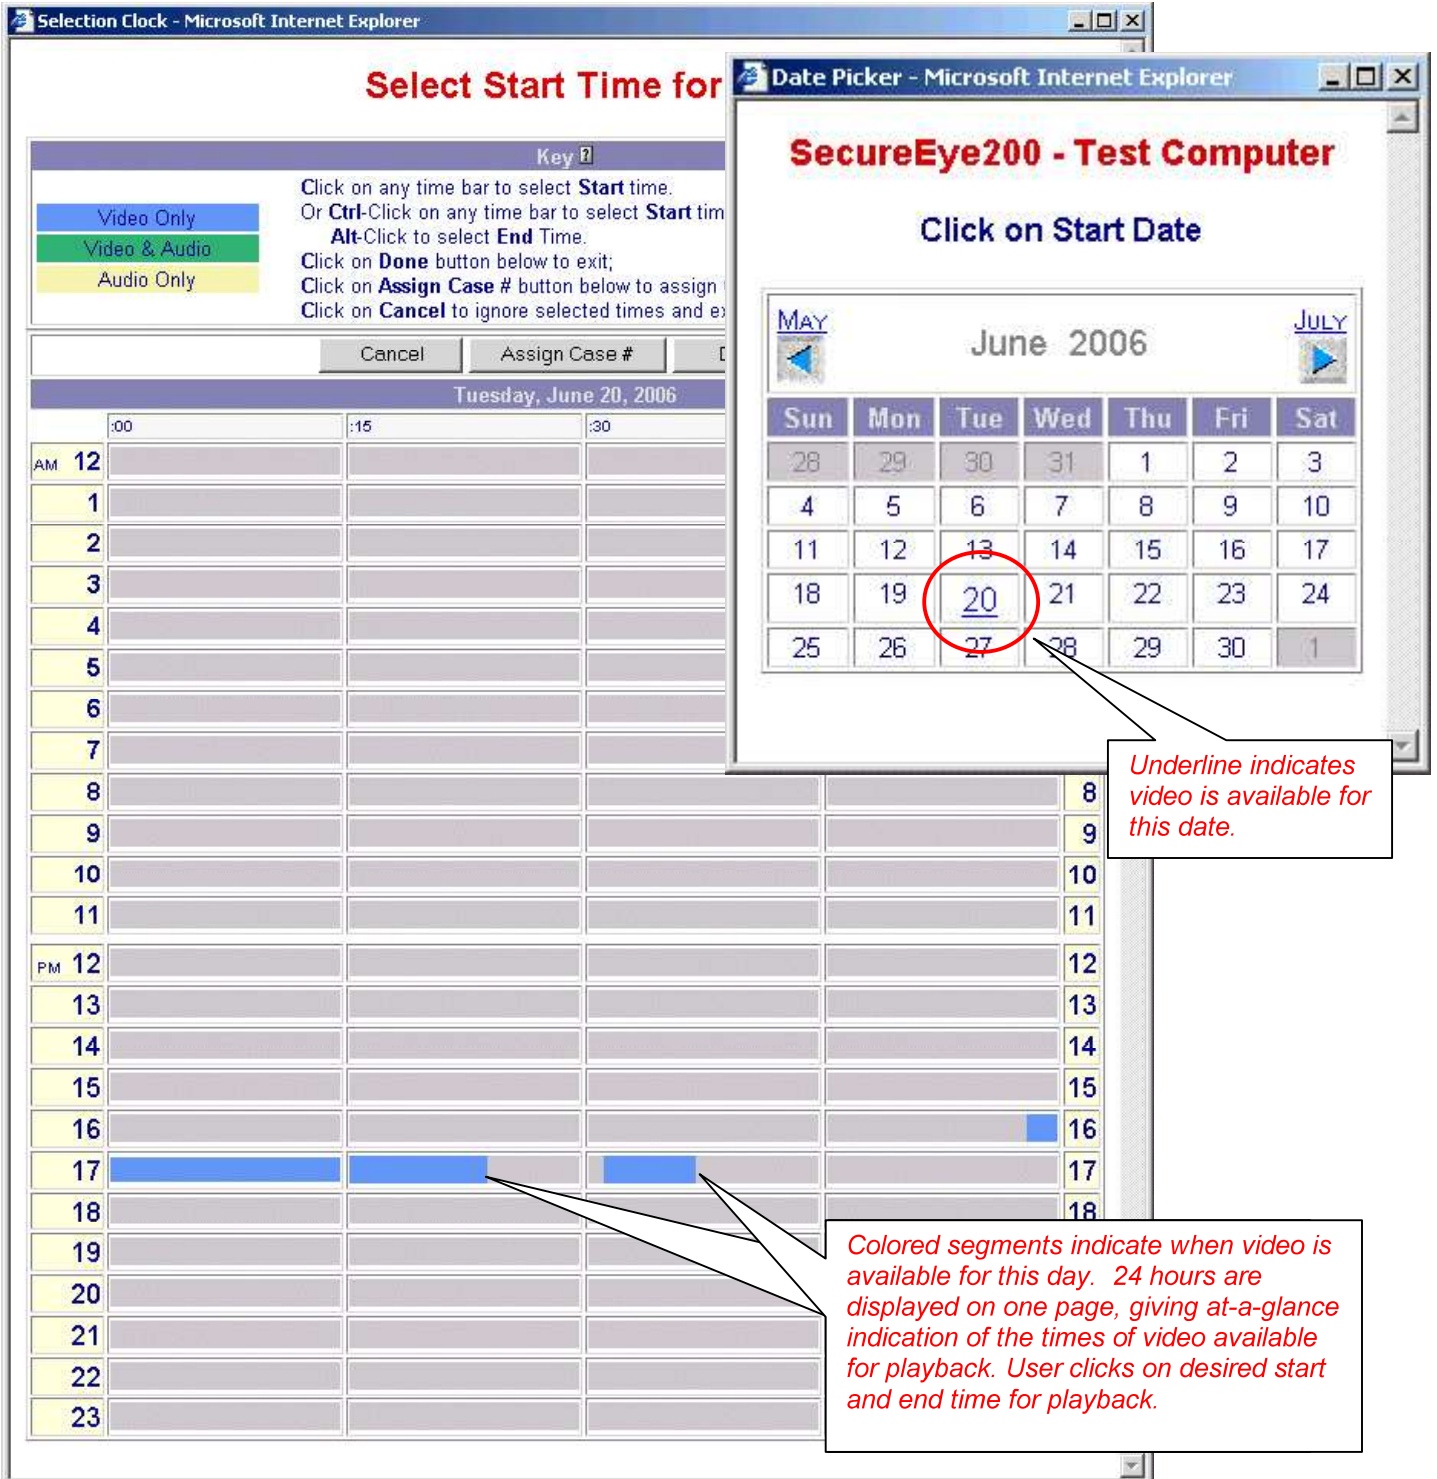 Selection Clock - Microsoft Internet Explorer
Select Start Time for
Key ?
Video Only
Video & Audio
Audio Only
Click on any time bar to select Start time.
Or Ctrl-Click on any time bar to select Start tim
Alt-Click to select End Time.
Click on Done button below to exit;
Click on Assign Case # button below to assign
Click on Cancel to ignore selected times and ex
Cancel Assign Case #
Tuesday, June 20, 2006
:00 :15 :30
AM 12
1
2
3
4
5
6
7
8 8
9 9
10 10
11 11
PM 12 12
13 13
14 14
15 15
16 16
17 17
18 18
19
20
21
22
23
Date Picker - Microsoft Internet Explorer
SecureEye200 - Test Computer
Click on Start Date
MAY June 2006 JULY
Sun Mon Tue Wed Thu Fri Sat
28 29 30 31 1 2 3
4 5 6 7 8 9 10
11 12 13 14 15 16 17
18 19 20 21 22 23 24
25 26 27 28 29 30 1
Underline indicates
video is available for
this date.
Colored segments indicate when video is
available for this day. 24 hours are
displayed on one page, giving at-a-glance
indication of the times of video available
for playback. User clicks on desired start
and end time for playback.